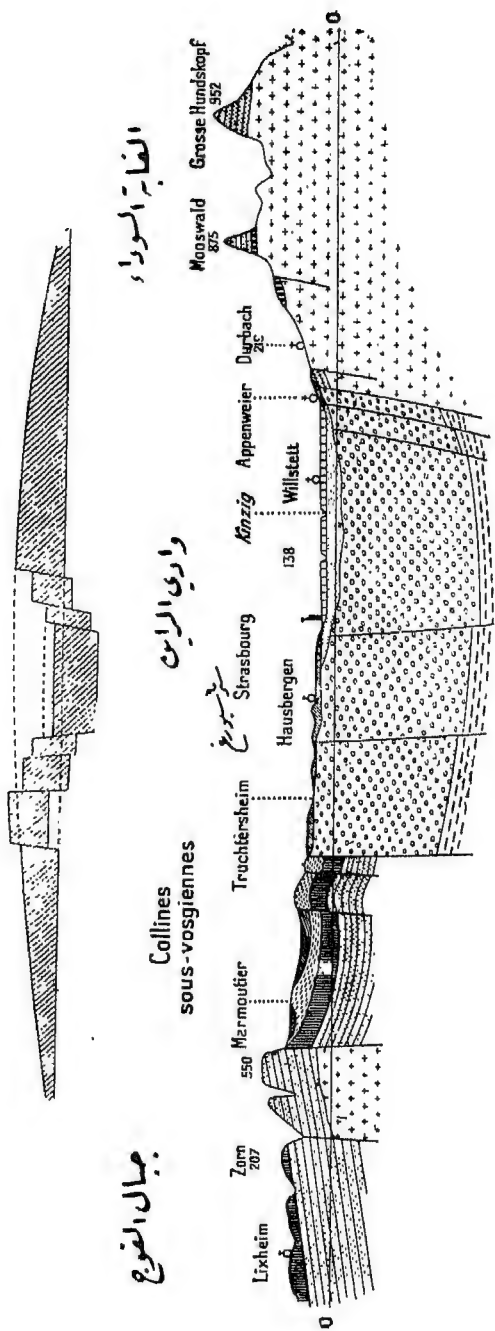 جبال الفوج
وادي الراين
الغابة السوداء
Collines
sous-vosgiennes
سترسبورغ
Lixheim
Zorn
207
550
Marmoutier
Truchtersheim
Hausbergen
Strasbourg
138
Kinzig
Willstett
Appenweier
Durbach
Mooswald
875
Grosse Hundskopf
952
0
0